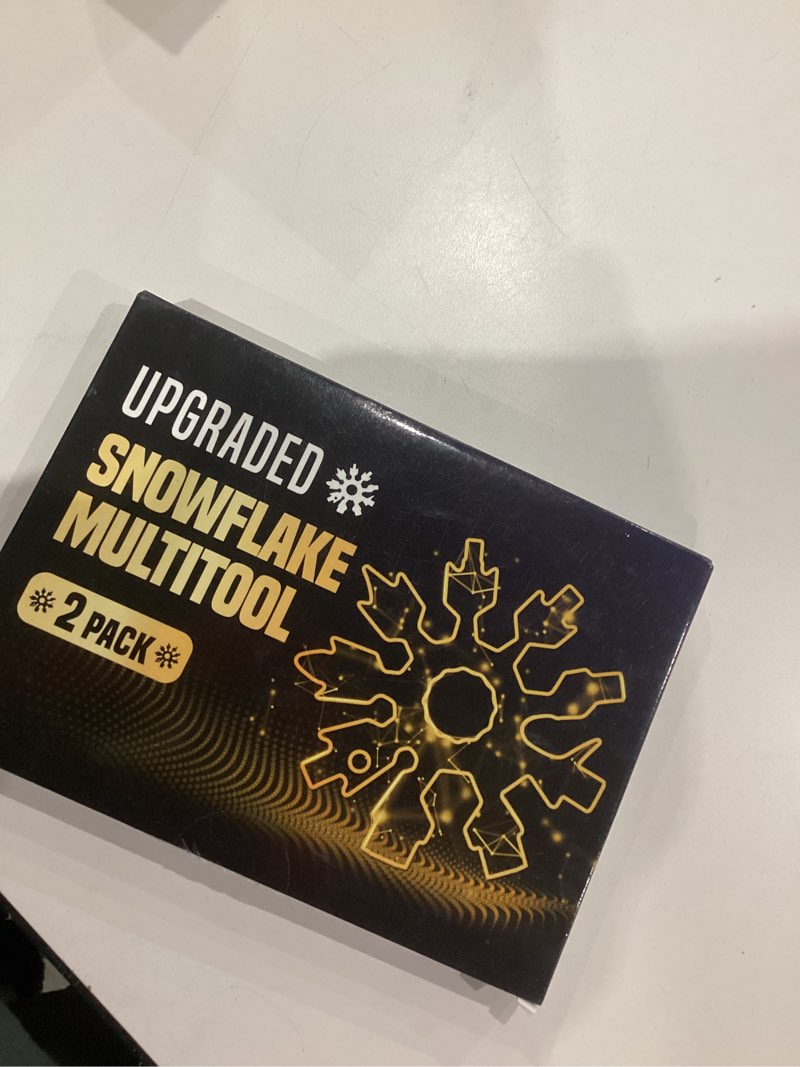 UPGRADED
SNOWFLAKE
MULTITOOL
2 PACK